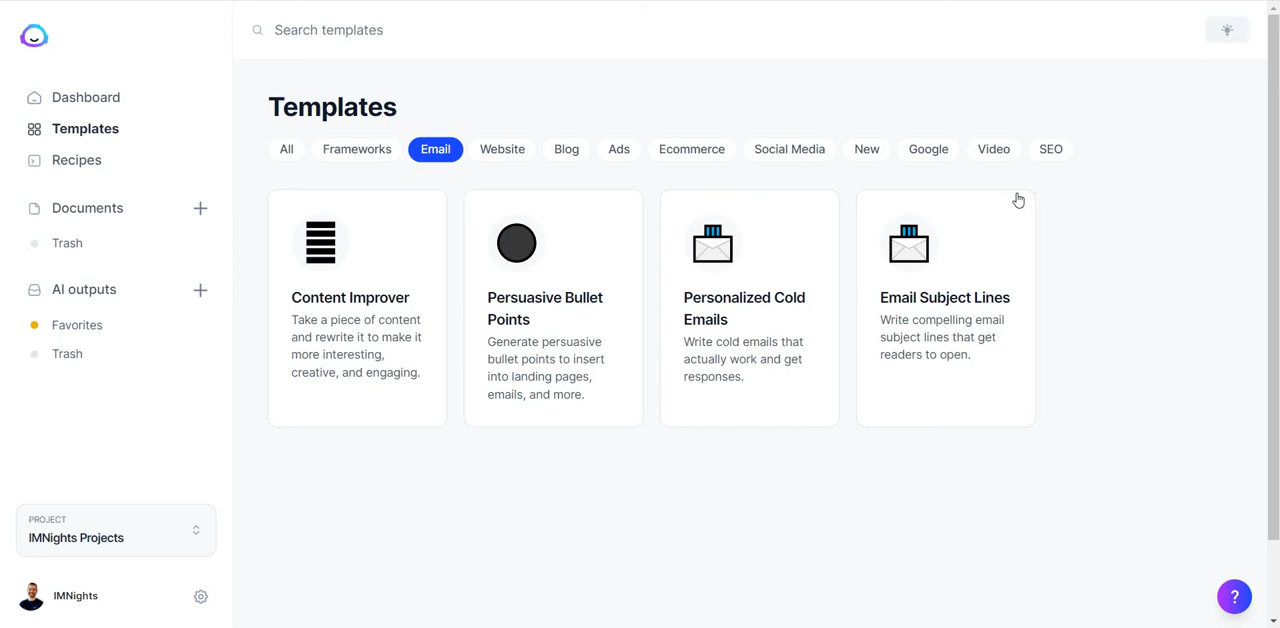 Search templates
Dashboard
Templates
Recipes
Documents
Trash
AI outputs
Favorites
Trash
PROJECT
IMNights Projects
IMNights
Templates
All Frameworks Email Website Blog Ads Ecommerce Social Media New Google Video SEO
Content Improver
Take a piece of content
and rewrite it to make it
more interesting,
creative, and engaging.
Persuasive Bullet
Points
Generate persuasive
bullet points to insert
into landing pages,
emails, and more.
Personalized Cold
Emails
Write cold emails that
actually work and get
responses.
Email Subject Lines
Write compelling email
subject lines that get
readers to open.
?